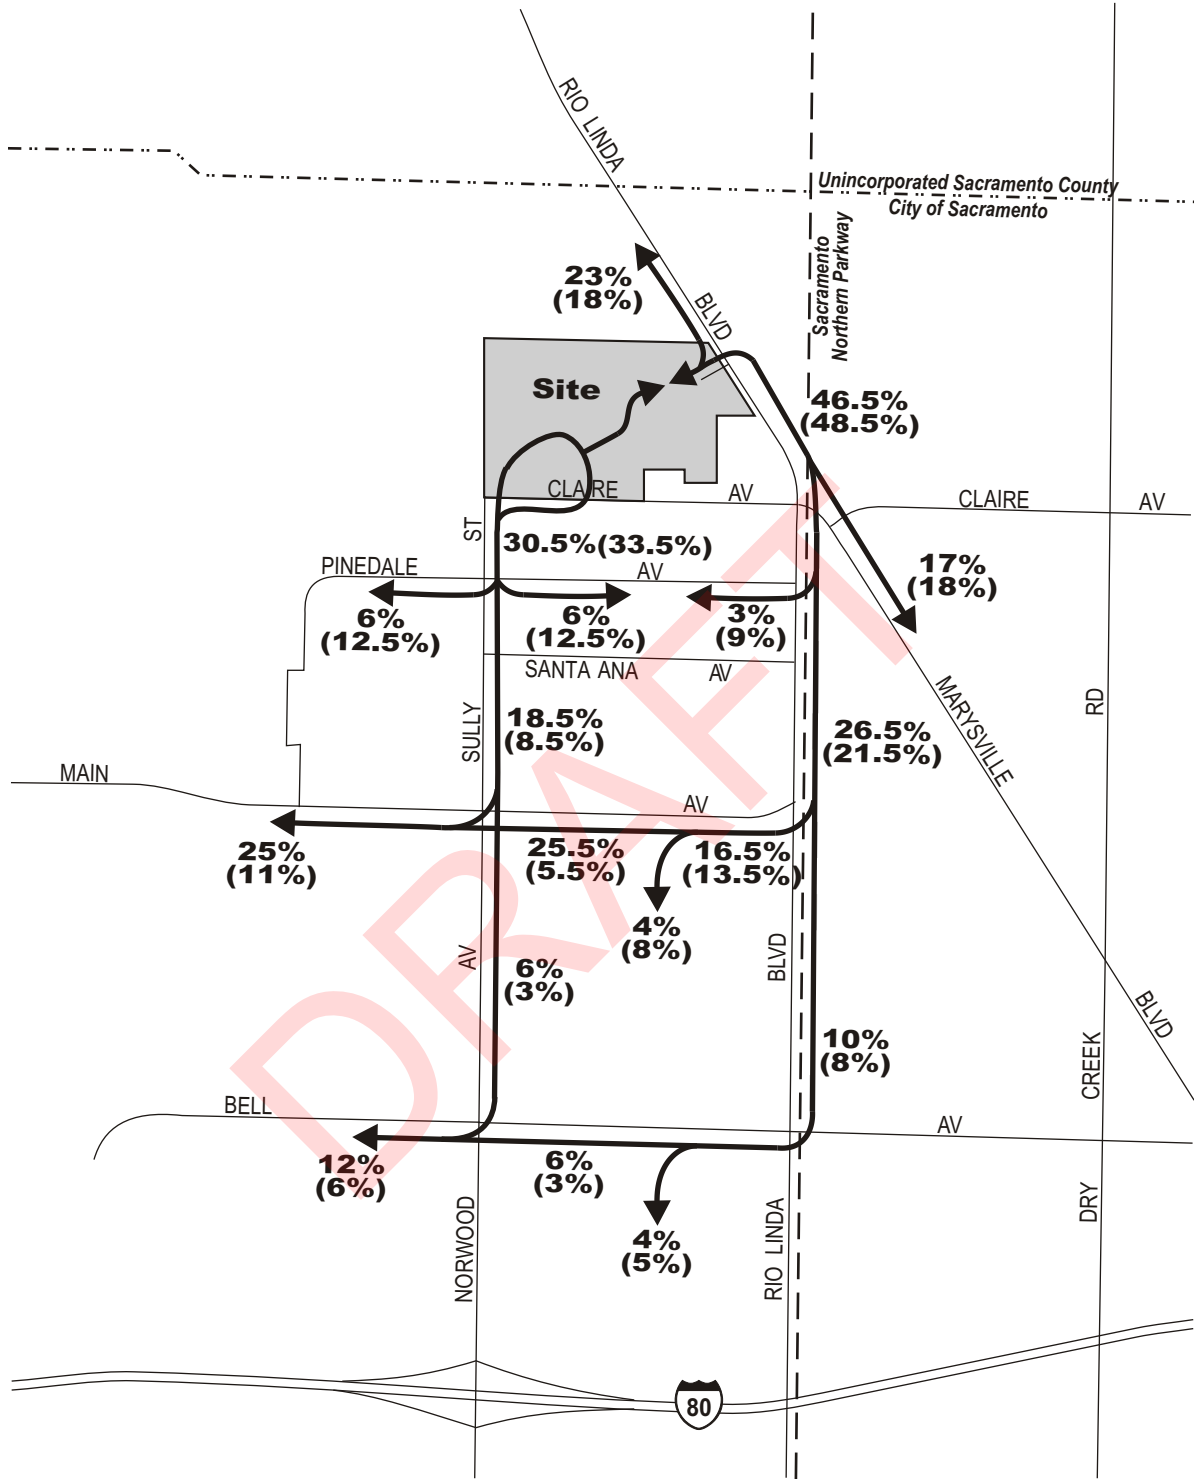 RIO LINDA
Unincorporated Sacramento County
City of Sacramento
Sacramento
Northern Parkway
23%
(18%)
BLVD
Site
46.5%
(48.5%)
CLAIRE AV
CLAIRE AV
ST
30.5%(33.5%)
PINEDALE AV
17%
(18%)
6%
(12.5%)
6%
(12.5%)
3%
(9%)
SANTA ANA AV
SULLY
18.5%
(8.5%)
26.5%
(21.5%)
MARYSVILLE
RD
MAIN AV
25%
(11%)
25.5%
(5.5%)
16.5%
(13.5%)
4%
(8%)
AV
6%
(3%)
BLVD
10%
(8%)
BLVD
CREEK
BELL AV
12%
(6%)
6%
(3%)
4%
(5%)
NORWOOD
RIO LINDA
DRY
80
DRAFT